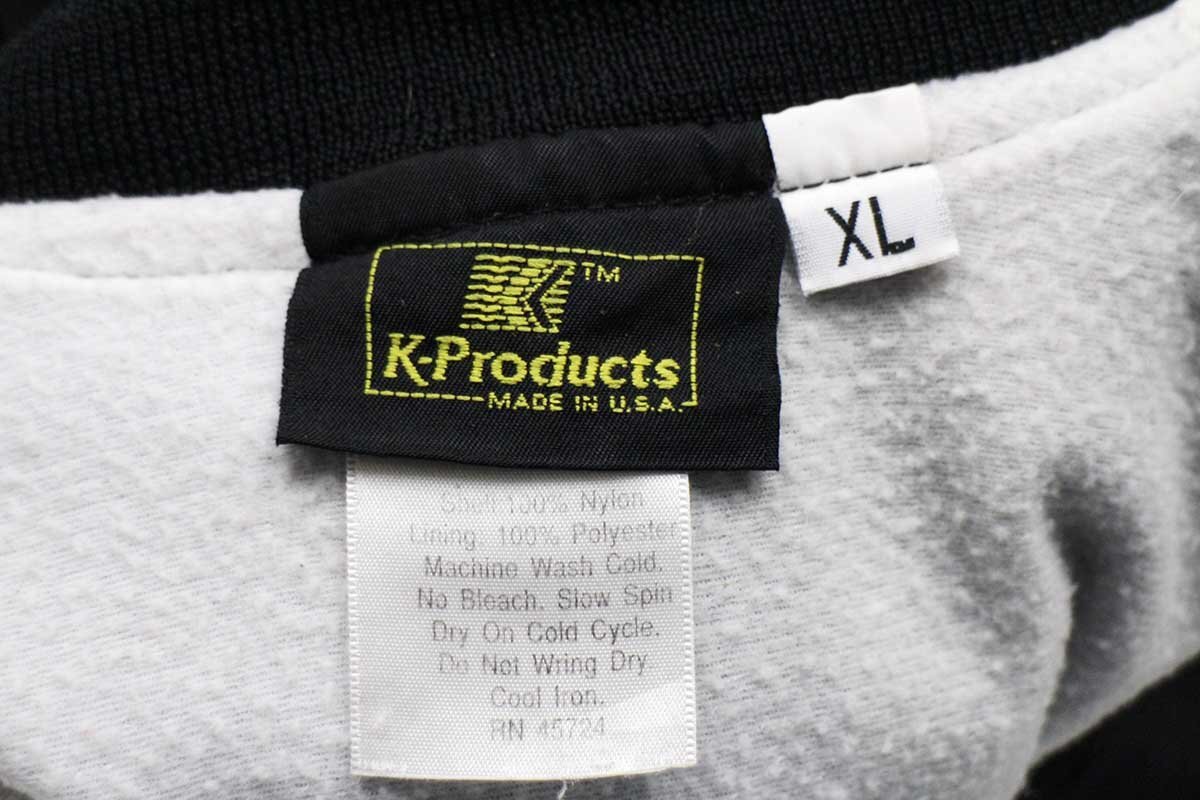 K TM
K-Products
MADE IN U.S.A.
XL
Shell 100% Nylon
Lining: 100% Polyester
Machine Wash Cold.
No Bleach. Slow Spin
Dry On Cold Cycle.
Do Not Wring Dry
Cool Iron.
RN 45724